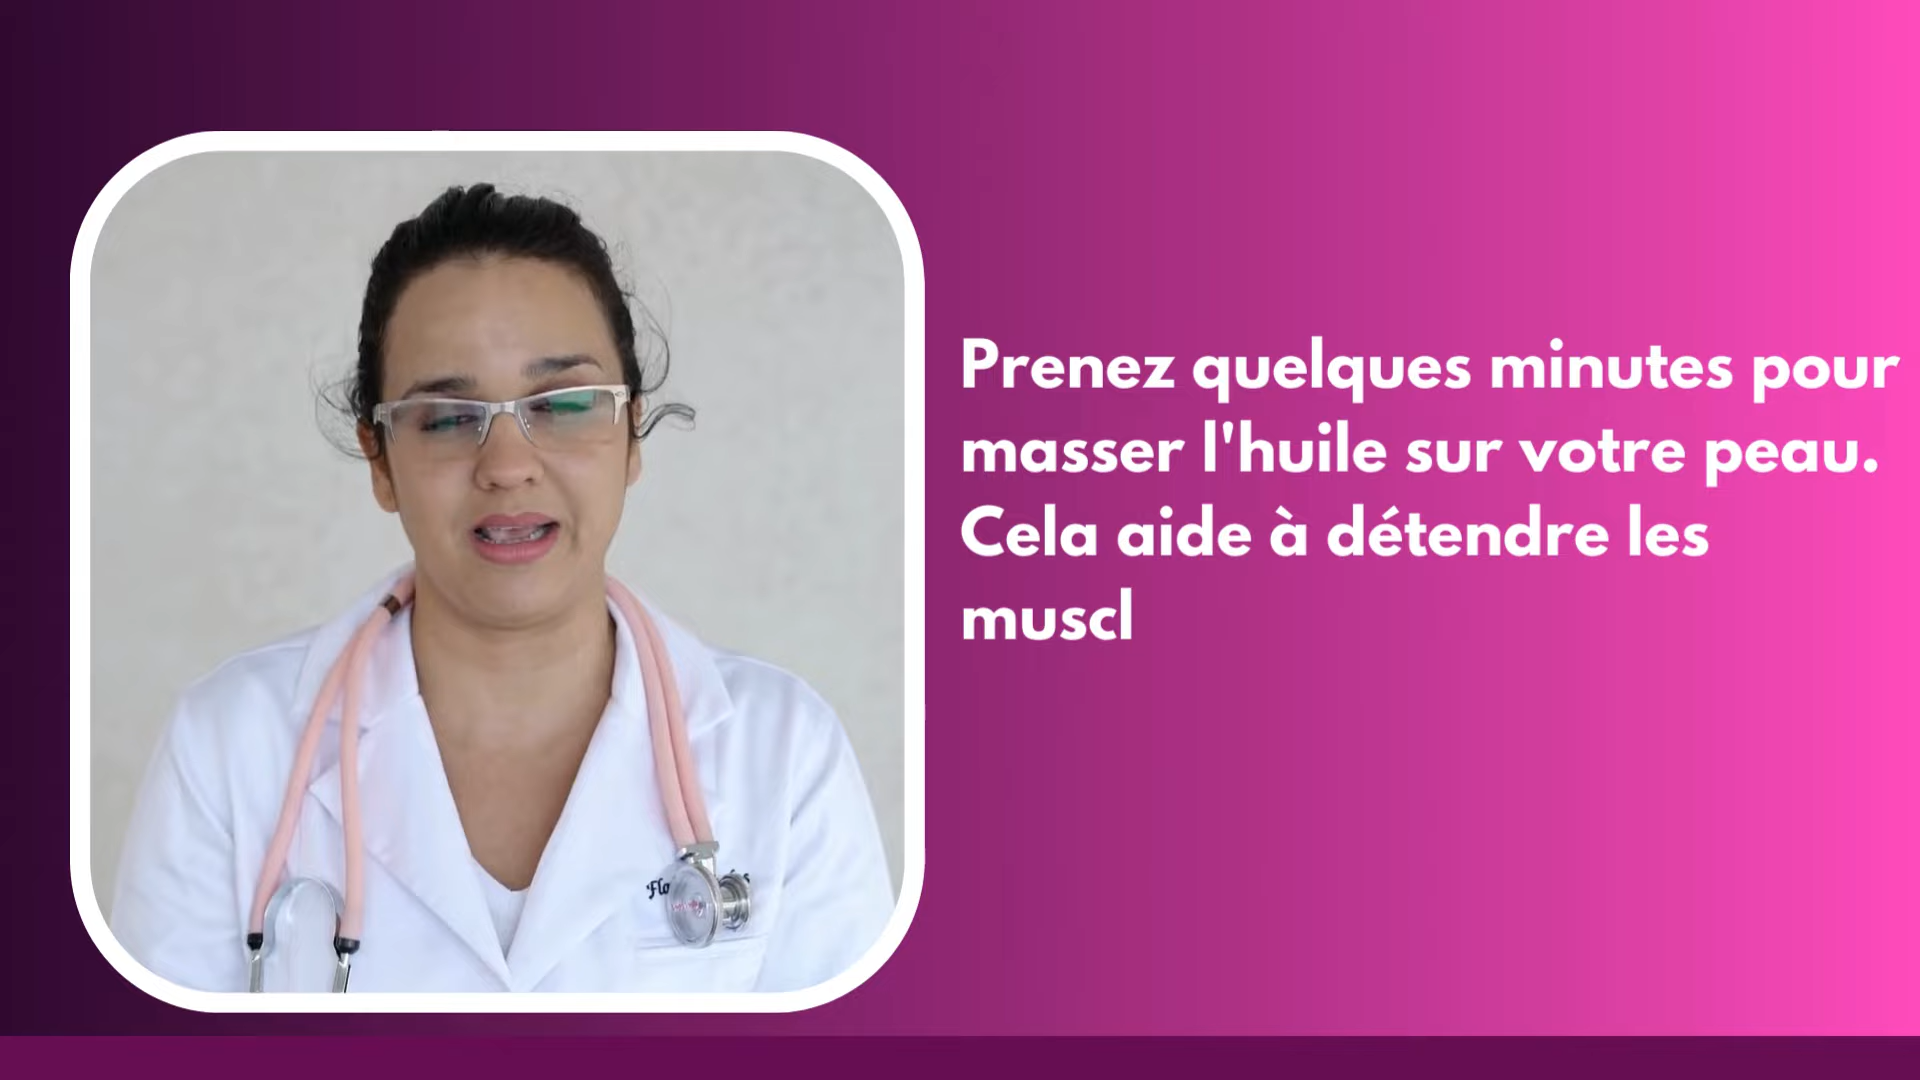 Prenez quelques minutes pour
masser l'huile sur votre peau.
Cela aide à détendre les
muscl